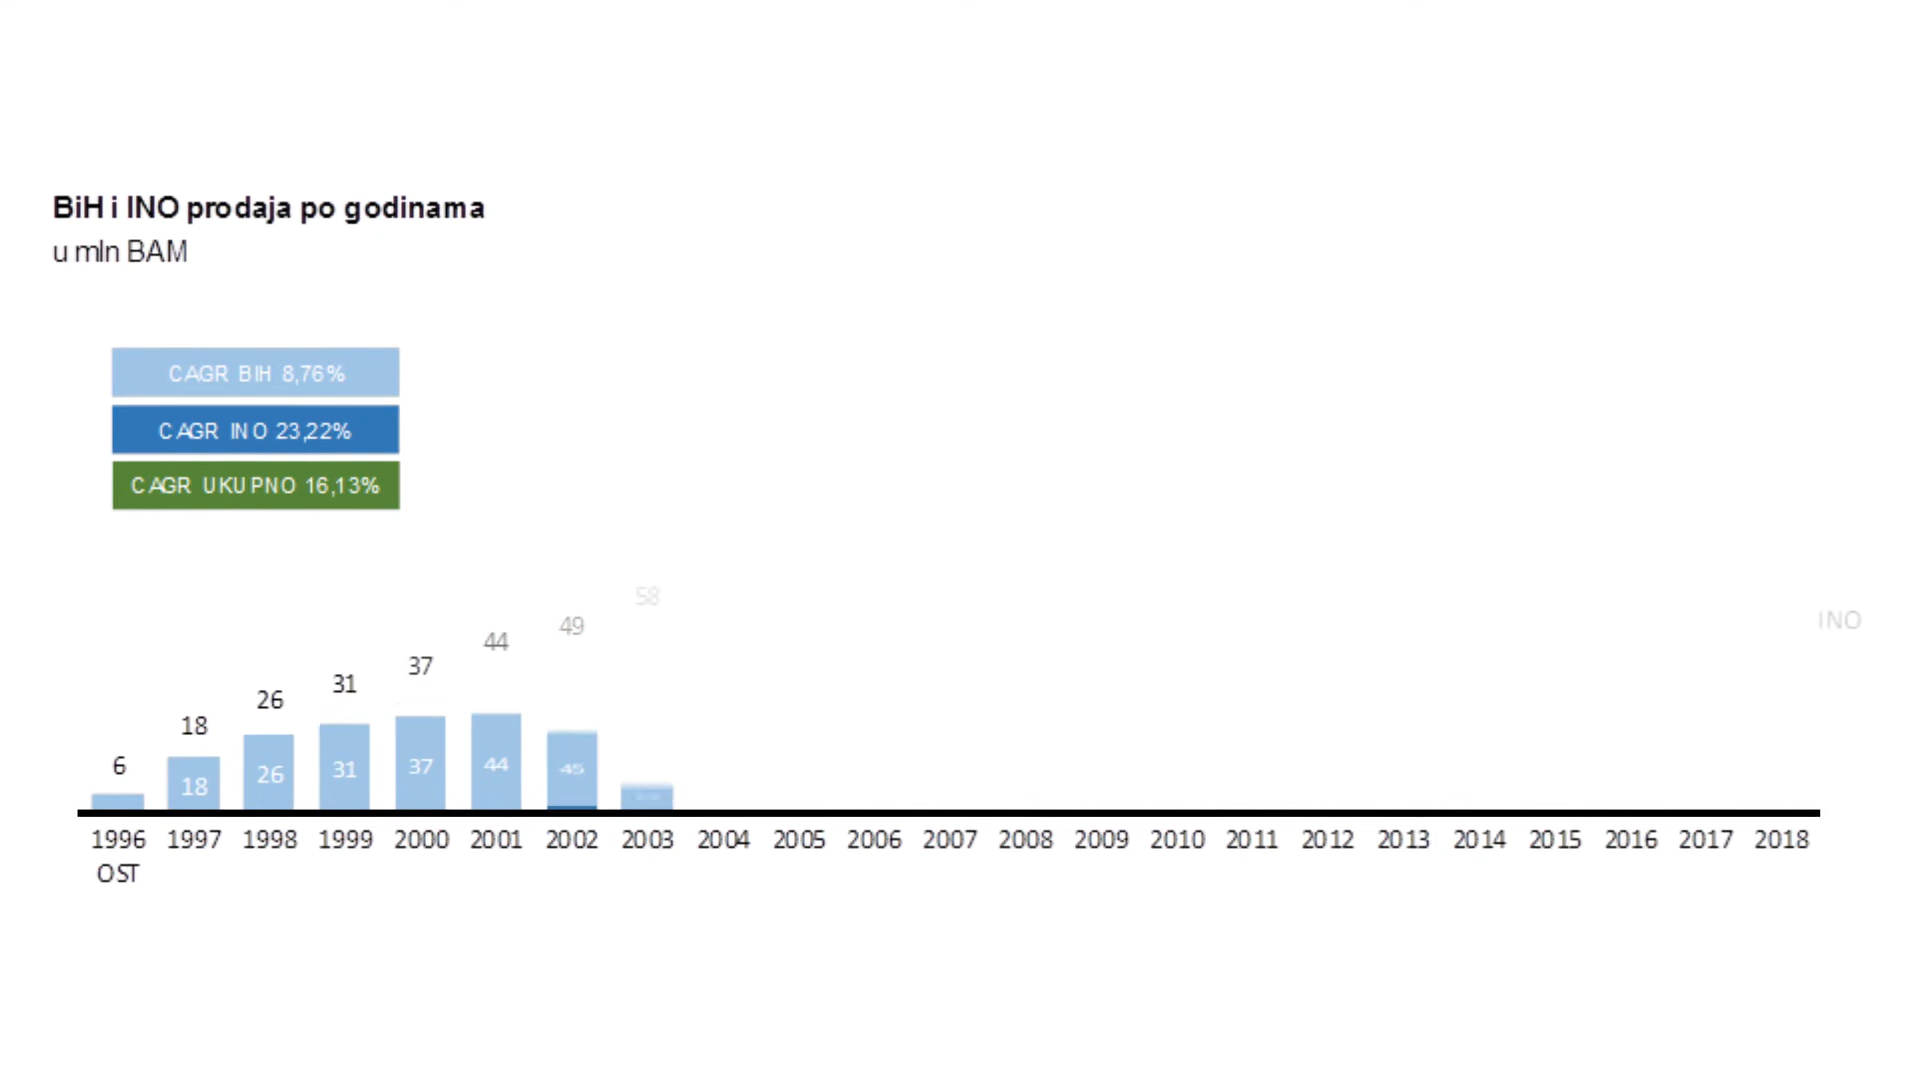 BiH i INO prodaja po godinama
u mln BAM
CAGR BIH 8,76%
CAGR INO 23,22%
CAGR UKUPNO 16,13%
58
INO
49
44
37
31
26
18
6
18
26
31
37
44
45
1996 1997 1998 1999 2000 2001 2002 2003 2004 2005 2006 2007 2008 2009 2010 2011 2012 2013 2014 2015 2016 2017 2018
OST